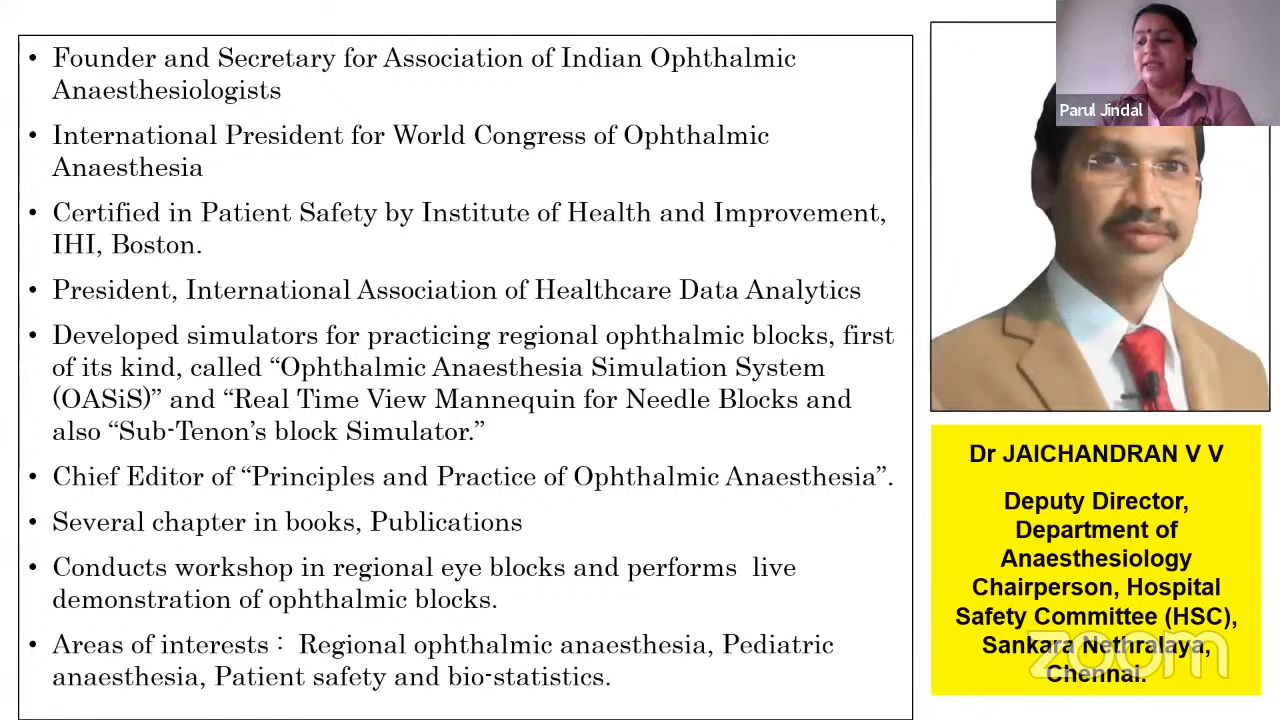 • Founder and Secretary for Association of Indian Ophthalmic
Anaesthesiologists
• International President for World Congress of Ophthalmic
Anaesthesia
• Certified in Patient Safety by Institute of Health and Improvement,
IHI, Boston.
• President, International Association of Healthcare Data Analytics
• Developed simulators for practicing regional ophthalmic blocks, first
of its kind, called “Ophthalmic Anaesthesia Simulation System
(OASiS)” and “Real Time View Mannequin for Needle Blocks and
also “Sub-Tenon’s block Simulator.”
• Chief Editor of “Principles and Practice of Ophthalmic Anaesthesia”.
• Several chapter in books, Publications
• Conducts workshop in regional eye blocks and performs  live
demonstration of ophthalmic blocks.
• Areas of interests :  Regional ophthalmic anaesthesia, Pediatric
anaesthesia, Patient safety and bio-statistics.
Parul Jindal
Dr JAICHANDRAN V V
Deputy Director,
Department of
Anaesthesiology
Chairperson, Hospital
Safety Committee (HSC),
Sankara Nethralaya,
Chennai.
zoom